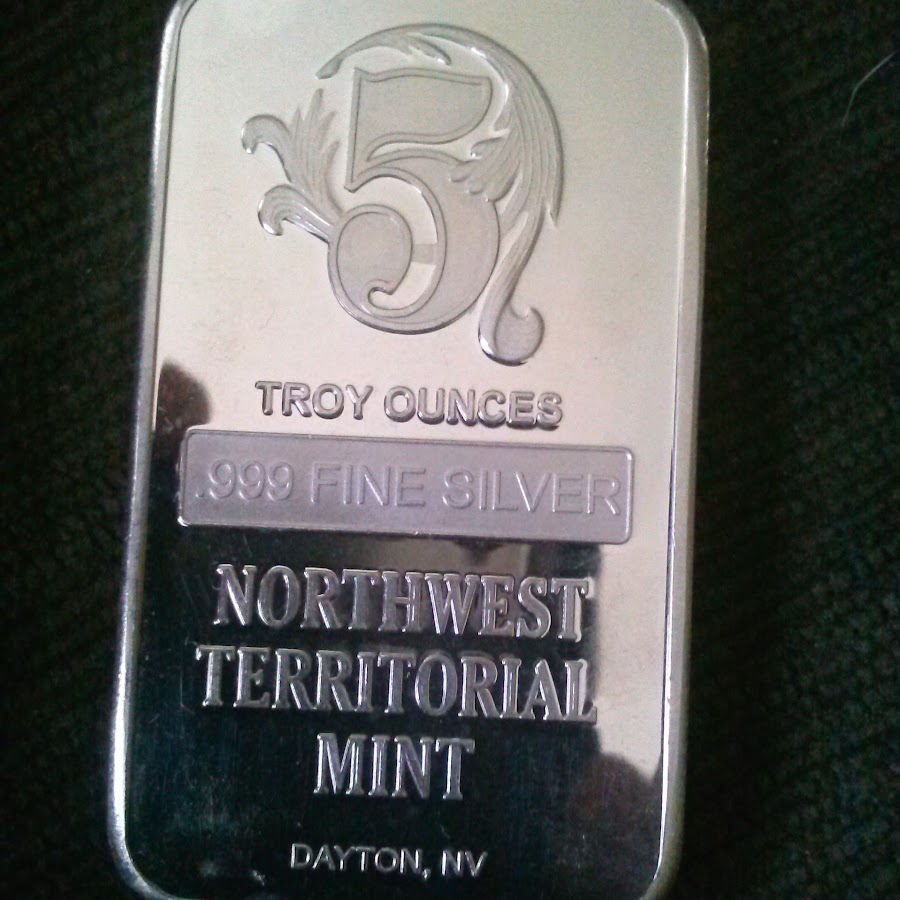 5
TROY OUNCES
.999 FINE SILVER
NORTHWEST
TERRITORIAL
MINT
DAYTON, NV